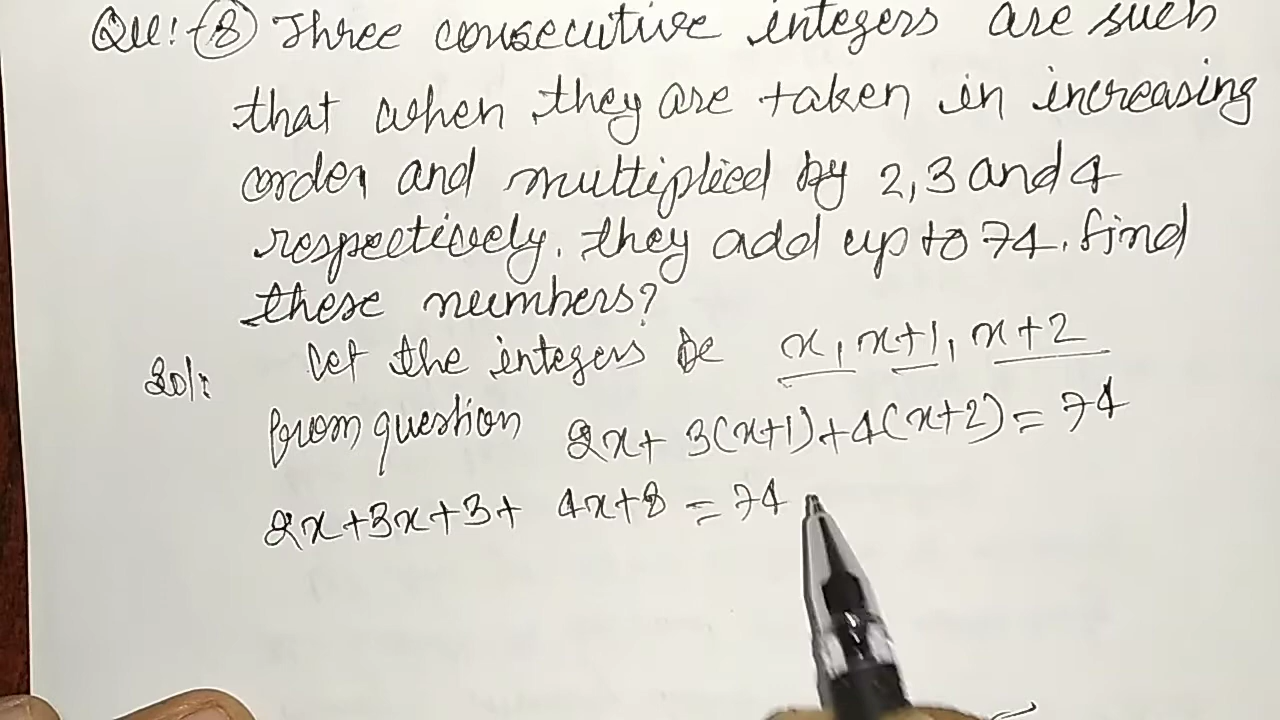 Que:-(8) Three consecutive integers are such
that when they are taken in increasing
order and multiplied by 2, 3 and 4
respectively. they add up to 74. find
these numbers?
Sol: Let the integers be x, x+1, x+2
from question 2x+ 3(x+1)+4(x+2)= 74
2x+3x+3+ 4x+8 = 74